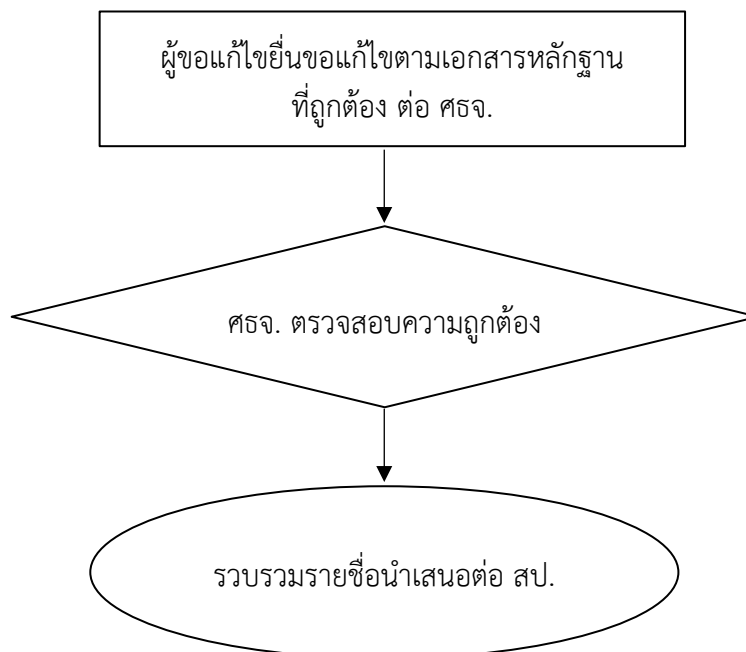 ผู้ขอแก้ไขยื่นขอแก้ไขตามเอกสารหลักฐาน
ที่ถูกต้อง ต่อ ศธจ.
ศธจ. ตรวจสอบความถูกต้อง
รวบรวมรายชื่อนำเสนอต่อ สป.